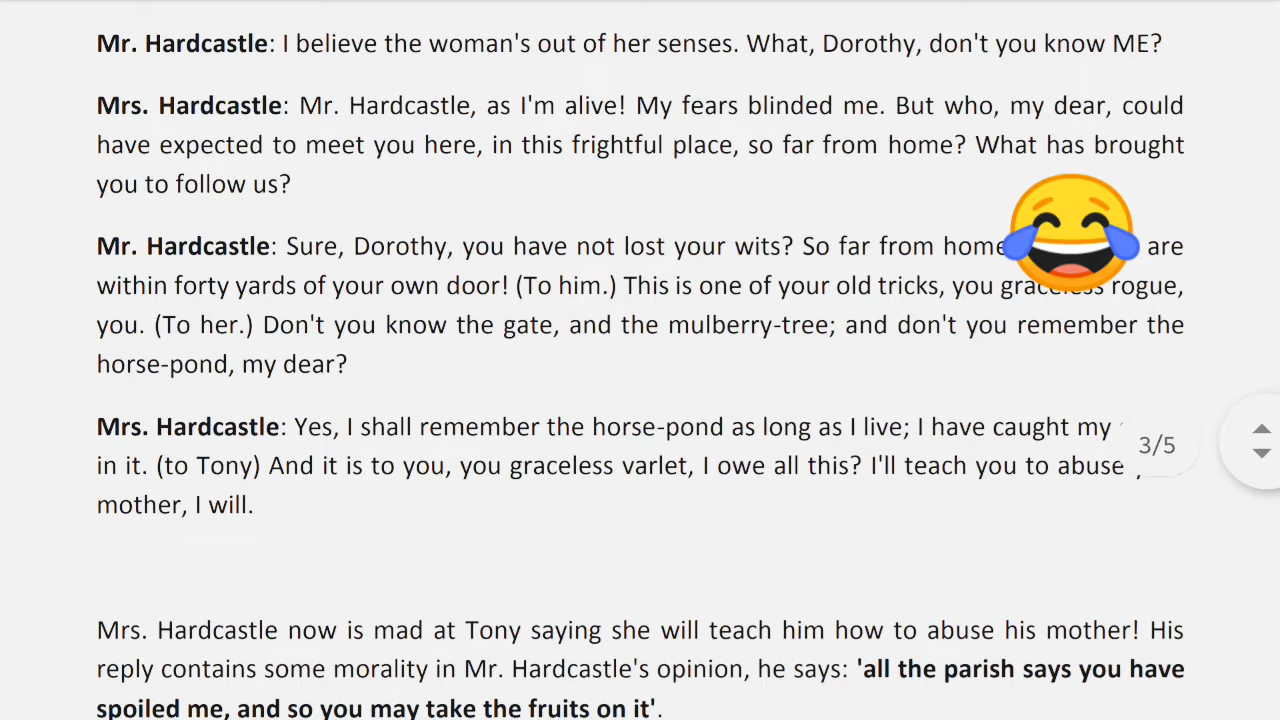 Mr. Hardcastle: I believe the woman's out of her senses. What, Dorothy, don't you know ME?
Mrs. Hardcastle: Mr. Hardcastle, as I'm alive! My fears blinded me. But who, my dear, could
have expected to meet you here, in this frightful place, so far from home? What has brought
you to follow us?
Mr. Hardcastle: Sure, Dorothy, you have not lost your wits? So far from home are
within forty yards of your own door! (To him.) This is one of your old tricks, you graceless rogue,
you. (To her.) Don't you know the gate, and the mulberry-tree; and don't you remember the
horse-pond, my dear?
Mrs. Hardcastle: Yes, I shall remember the horse-pond as long as I live; I have caught my
in it. (to Tony) And it is to you, you graceless varlet, I owe all this? I'll teach you to abuse
mother, I will.
3/5
Mrs. Hardcastle now is mad at Tony saying she will teach him how to abuse his mother! His
reply contains some morality in Mr. Hardcastle's opinion, he says: 'all the parish says you have
spoiled me, and so you may take the fruits on it'.